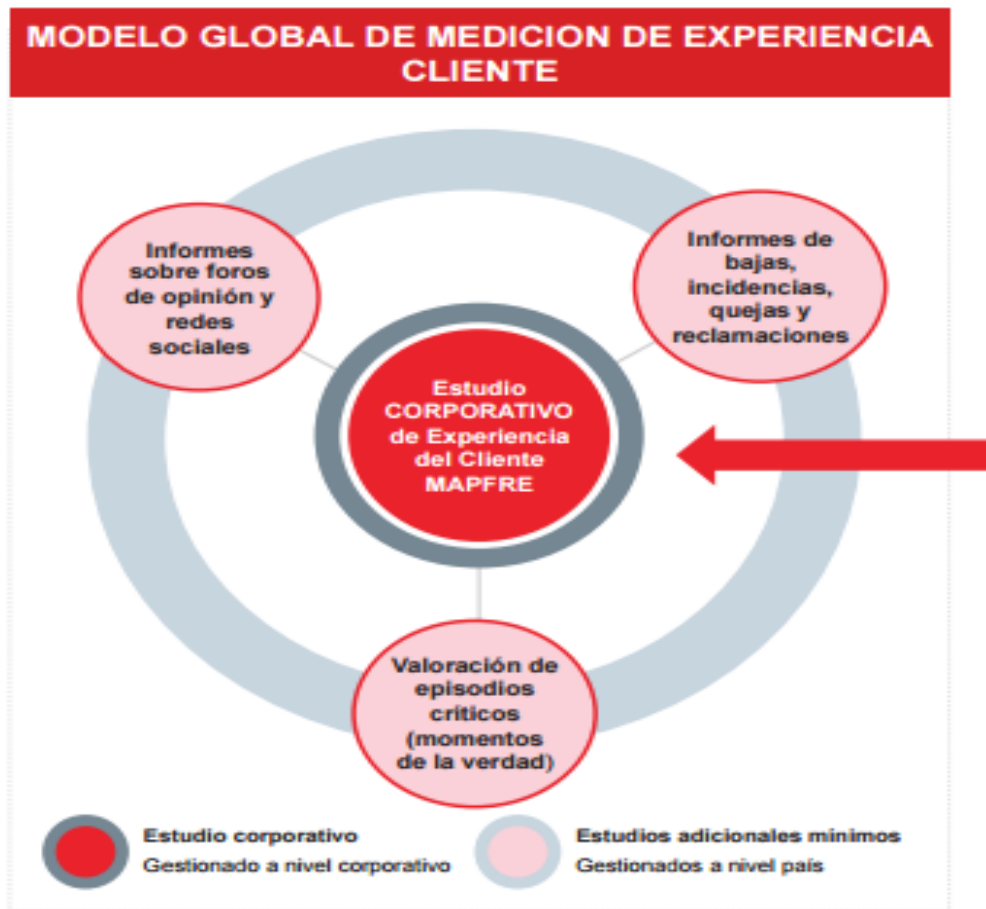 MODELO GLOBAL DE MEDICION DE EXPERIENCIA
CLIENTE
Informes
sobre foros
de opinión y
redes
sociales
Informes de
bajas,
incidencias,
quejas y
reclamaciones
Estudio
CORPORATIVO
de Experiencia
del Cliente
MAPFRE
Valoración de
episodios
críticos
(momentos
de la verdad)
Estudio corporativo
Gestionado a nivel corporativo
Estudios adicionales minimos
Gestionados a nivel país